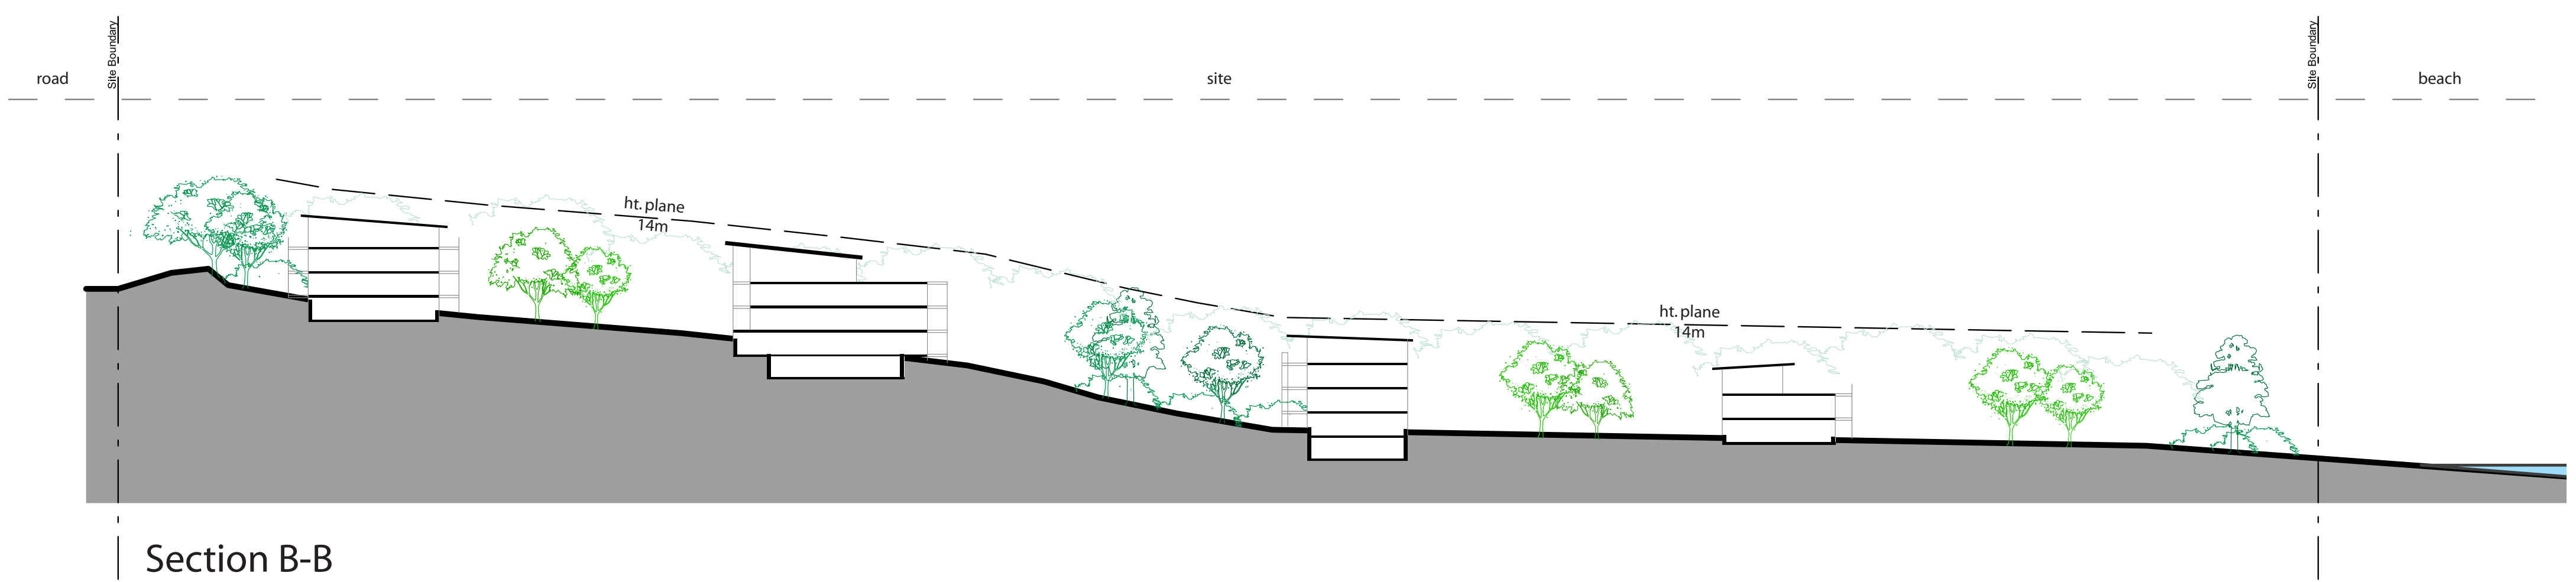 Site Boundary
Site Boundary
road
site
beach
ht. plane
14m
ht. plane
14m
Section B-B